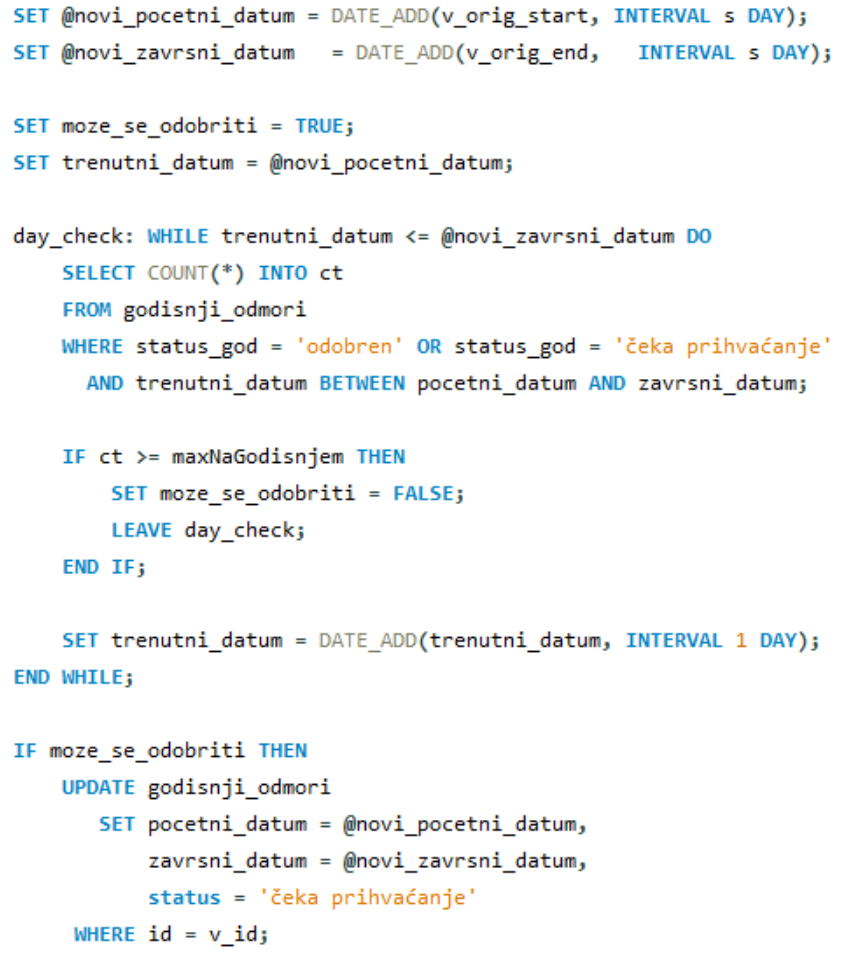 SET @novi_pocetni_datum = DATE_ADD(v_orig_start, INTERVAL s DAY);
SET @novi_zavrsni_datum   = DATE_ADD(v_orig_end,   INTERVAL s DAY);

SET moze_se_odobriti = TRUE;
SET trenutni_datum = @novi_pocetni_datum;

day_check: WHILE trenutni_datum <= @novi_zavrsni_datum DO
    SELECT COUNT(*) INTO ct
    FROM godisnji_odmori
    WHERE status_god = 'odobren' OR status_god = 'čeka prihvaćanje'
      AND trenutni_datum BETWEEN pocetni_datum AND zavrsni_datum;

    IF ct >= maxNaGodisnjem THEN
        SET moze_se_odobriti = FALSE;
        LEAVE day_check;
    END IF;

    SET trenutni_datum = DATE_ADD(trenutni_datum, INTERVAL 1 DAY);
END WHILE;

IF moze_se_odobriti THEN
    UPDATE godisnji_odmori
       SET pocetni_datum = @novi_pocetni_datum,
           zavrsni_datum = @novi_zavrsni_datum,
           status = 'čeka prihvaćanje'
     WHERE id = v_id;